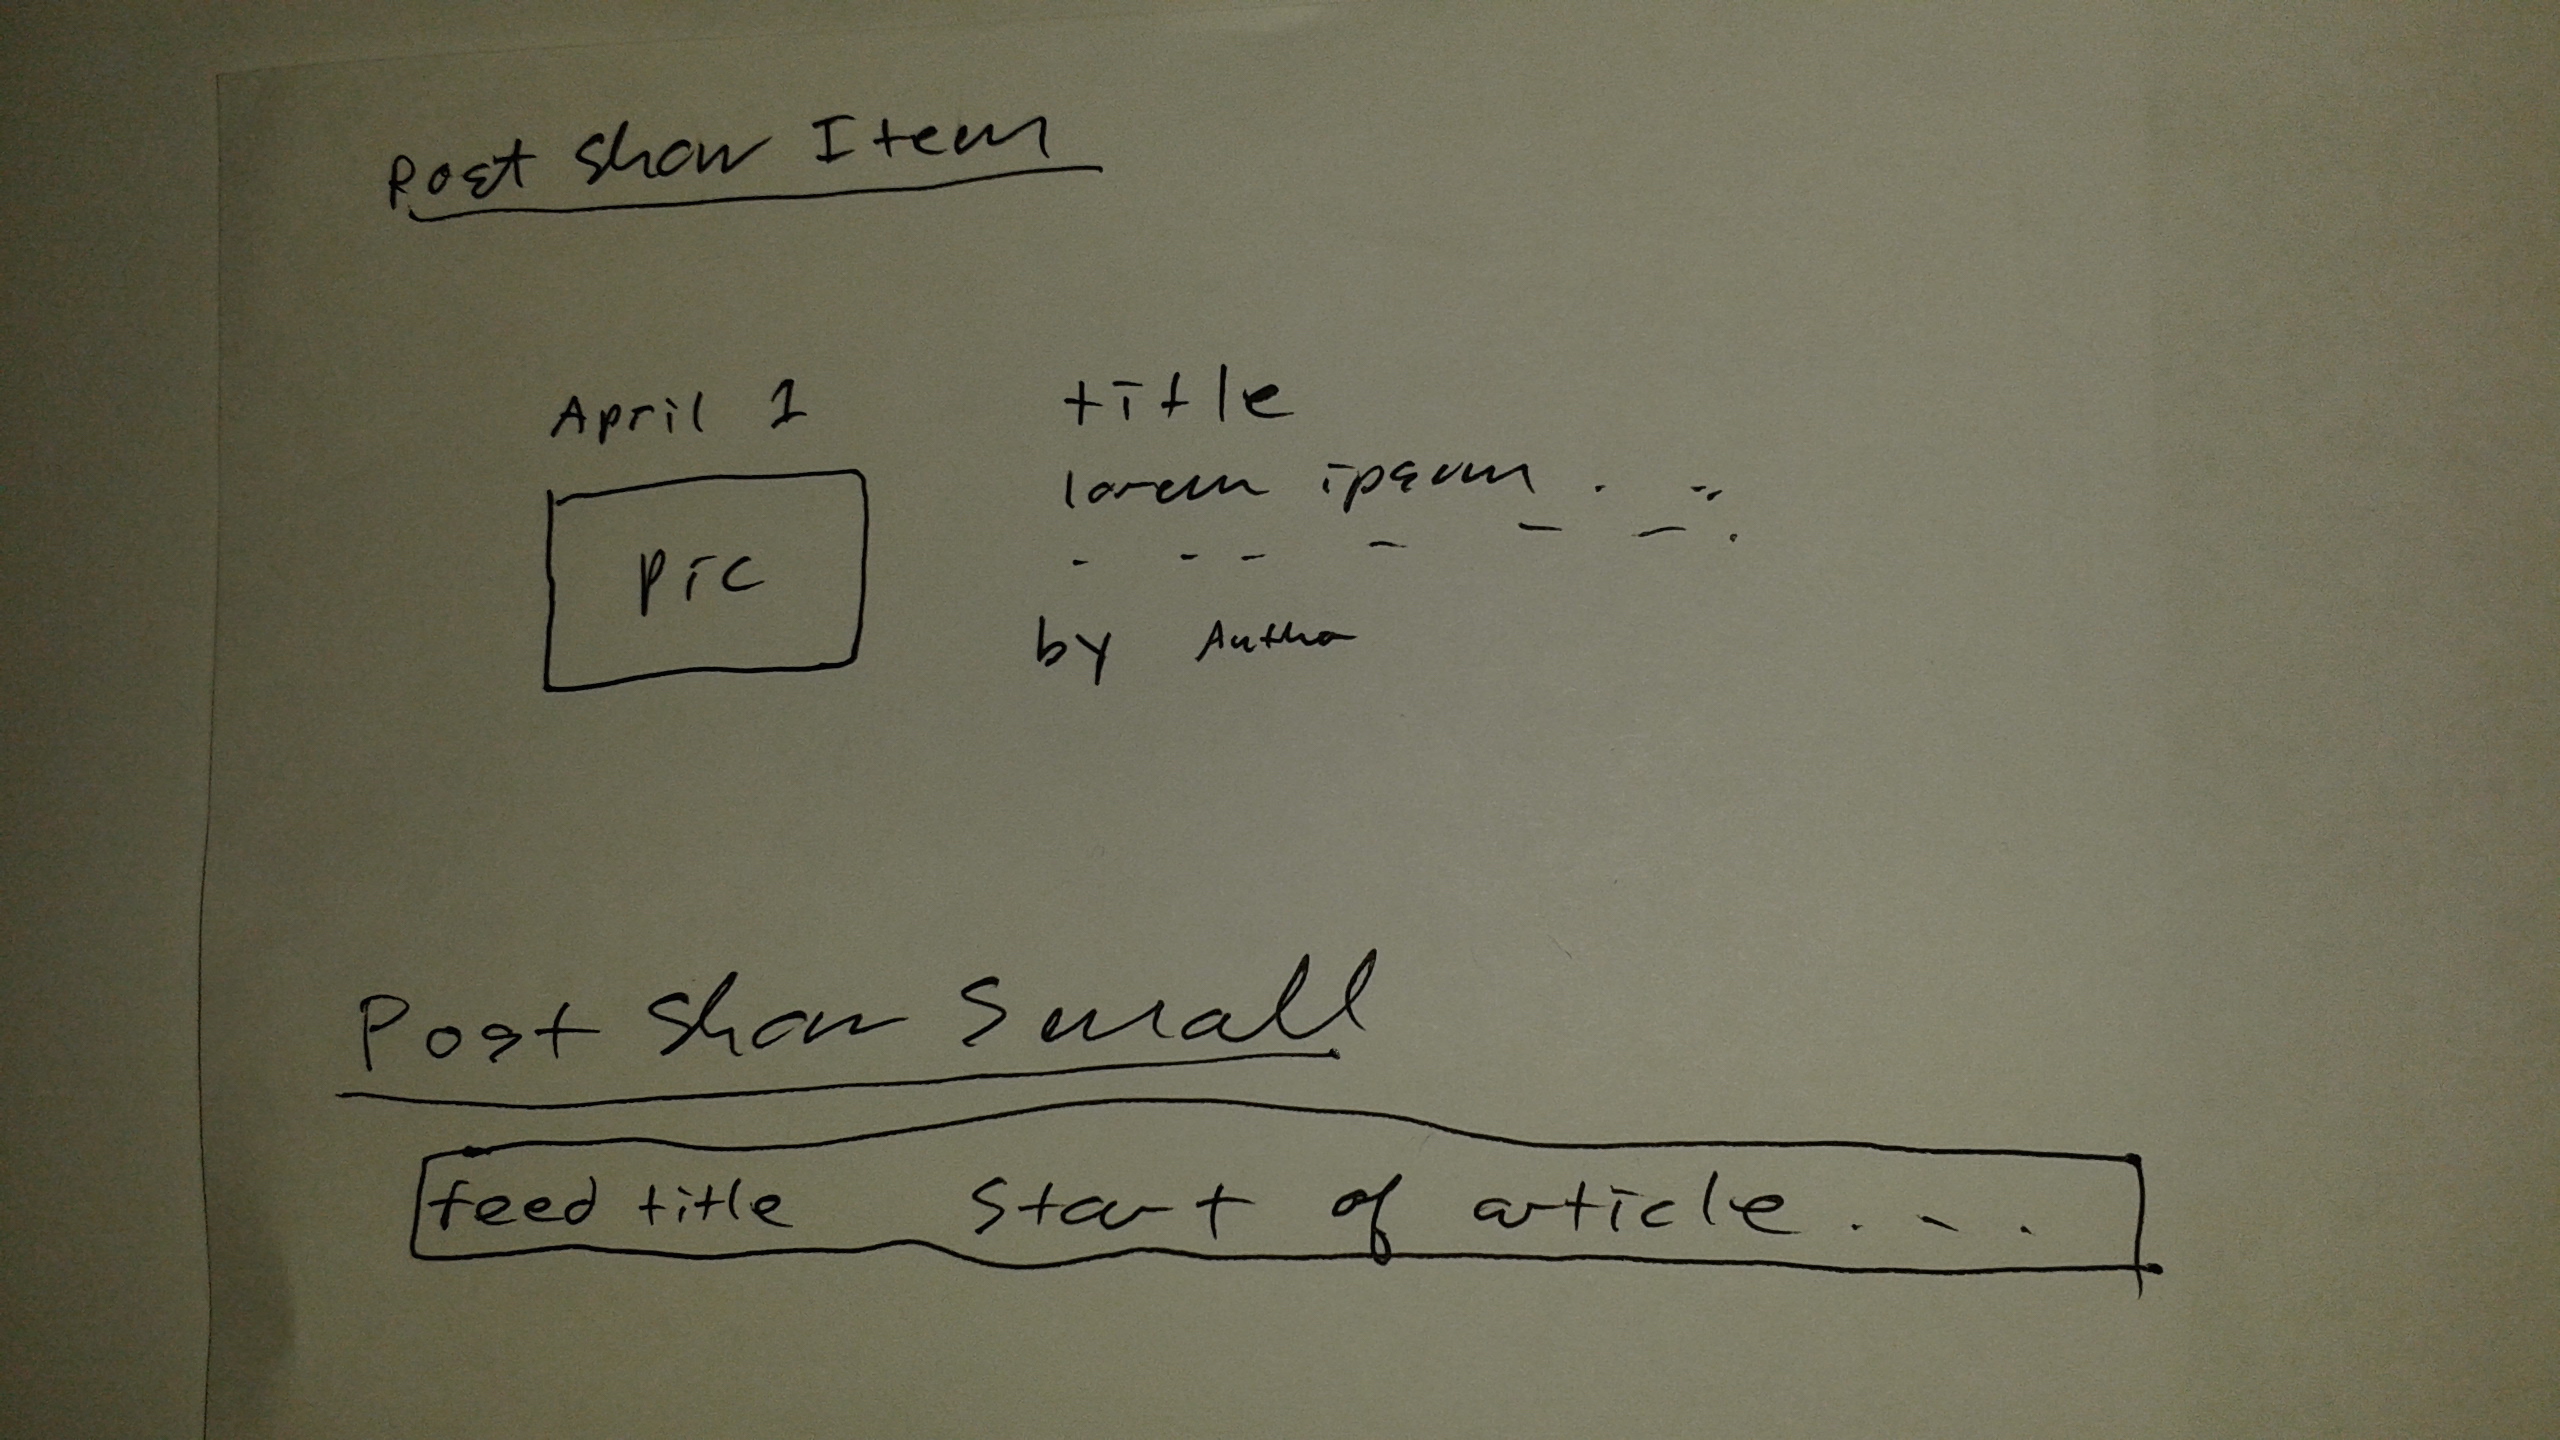 Post Show Item
April 1
pic
title
lorem ipsum . - .
- - - - - - .
by Author
Post Show Small
feed title start of article . - .